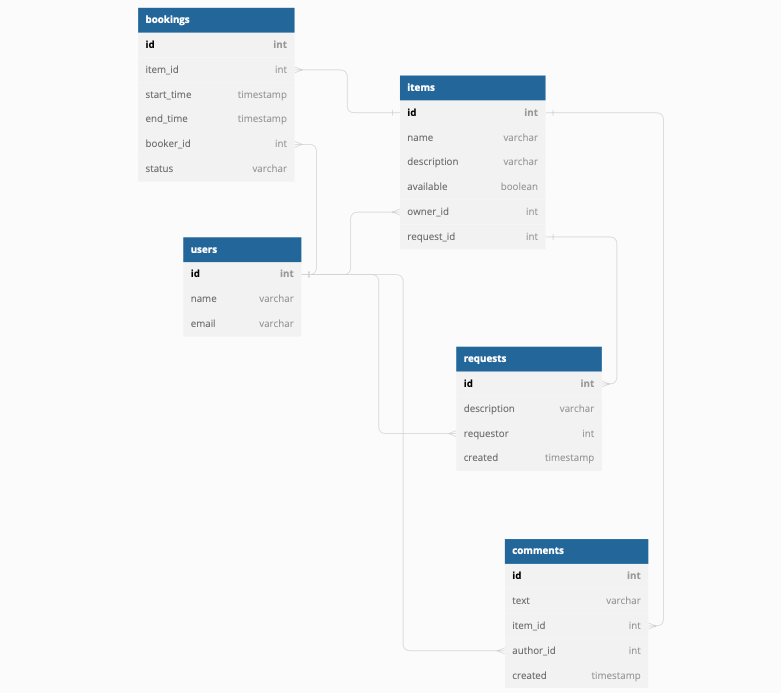 bookings
id int
item_id int
start_time timestamp
end_time timestamp
booker_id int
status varchar
items
id int
name varchar
description varchar
available boolean
owner_id int
request_id int
users
id int
name varchar
email varchar
requests
id int
description varchar
requestor int
created timestamp
comments
id int
text varchar
item_id int
author_id int
created timestamp